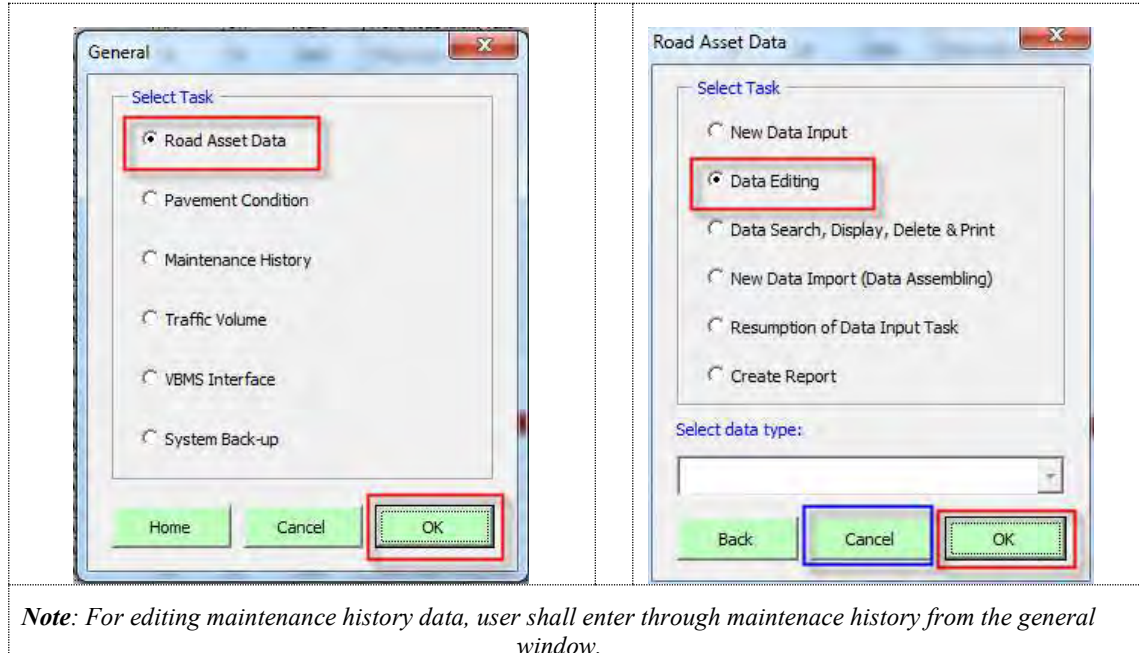 General
Select Task
Road Asset Data
Pavement Condition
Maintenance History
Traffic Volume
VBMS Interface
System Back-up
Home Cancel OK
Road Asset Data
Select Task
New Data Input
Data Editing
Data Search, Display, Delete & Print
New Data Import (Data Assembling)
Resumption of Data Input Task
Create Report
Select data type:
Back Cancel OK
Note: For editing maintenance history data, user shall enter through maintenace history from the general
window.